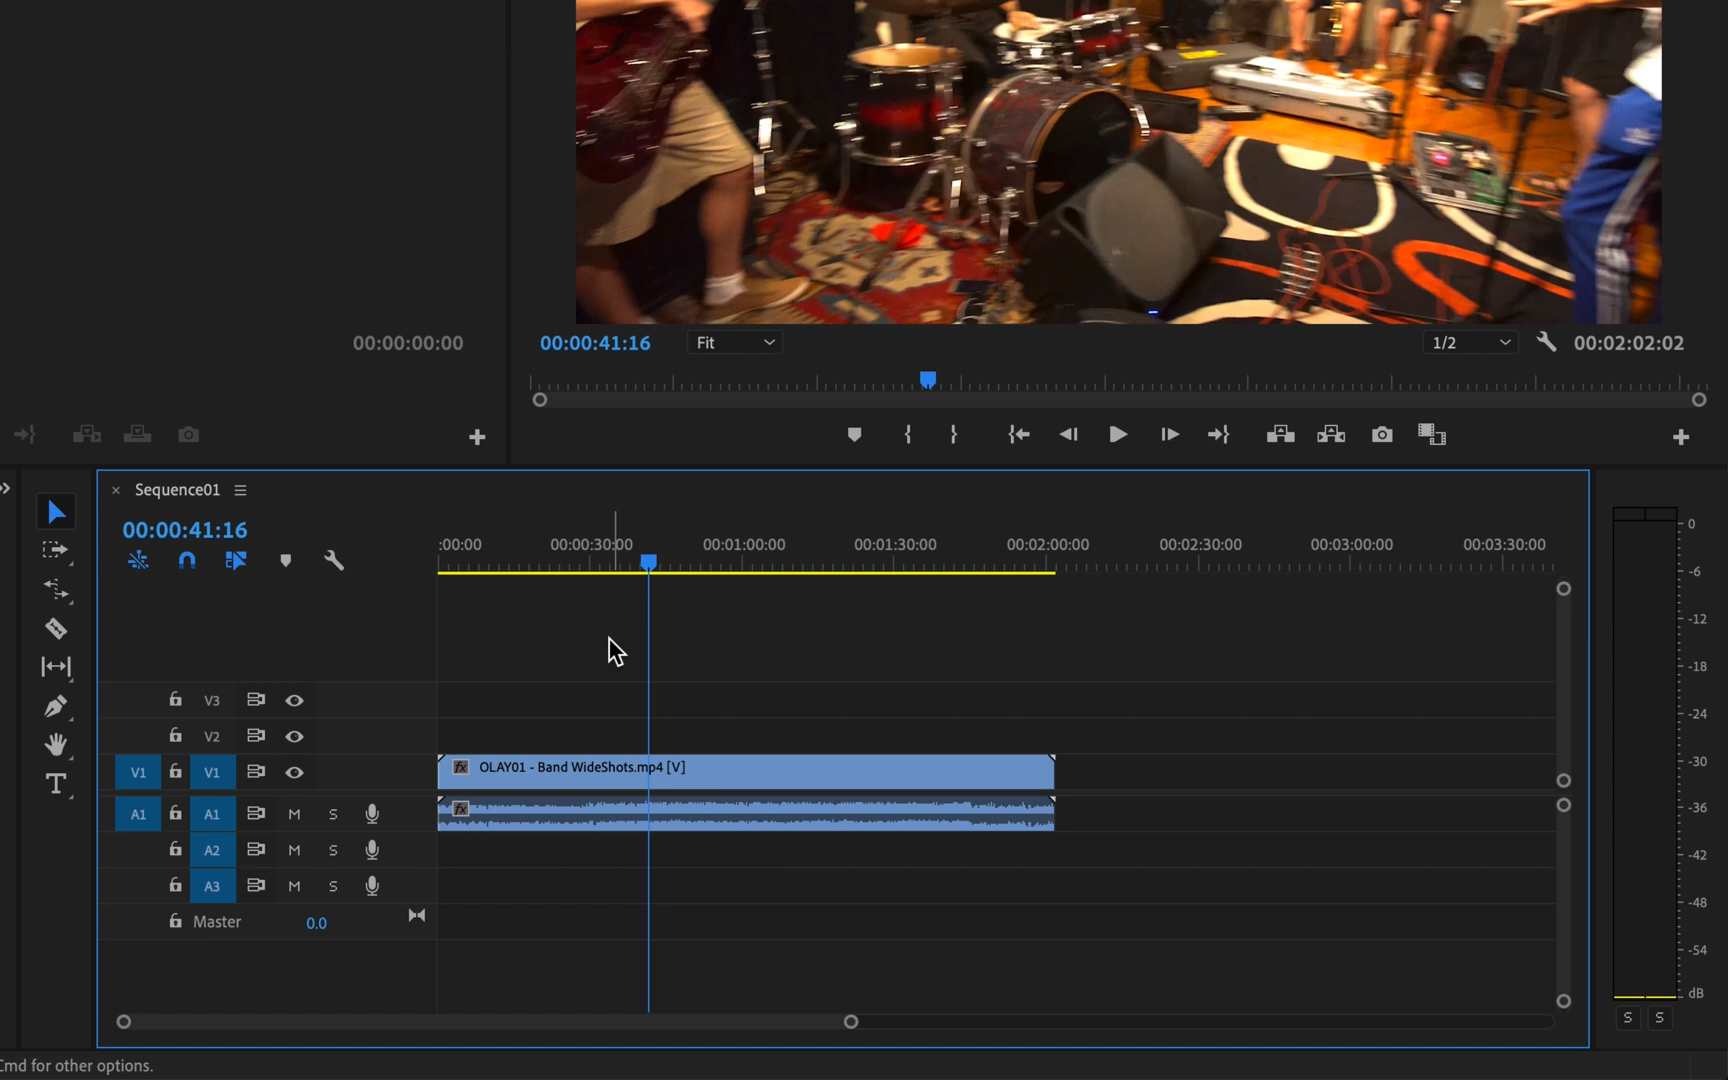 00:00:00:00
00:00:41:16
Fit
1/2
00:02:02:02
Sequence01
00:00:41:16
:00:00
00:00:30:00
00:01:00:00
00:01:30:00
00:02:00:00
00:02:30:00
00:03:00:00
00:03:30:00
V3
V2
V1 V1
fx OLAY01 - Band WideShots.mp4 [V]
A1 A1 M S
fx
A2 M S
A3 M S
Master 0.0
0
-6
-12
-18
-24
-30
-36
-42
-48
-54
dB
S S
Cmd for other options.